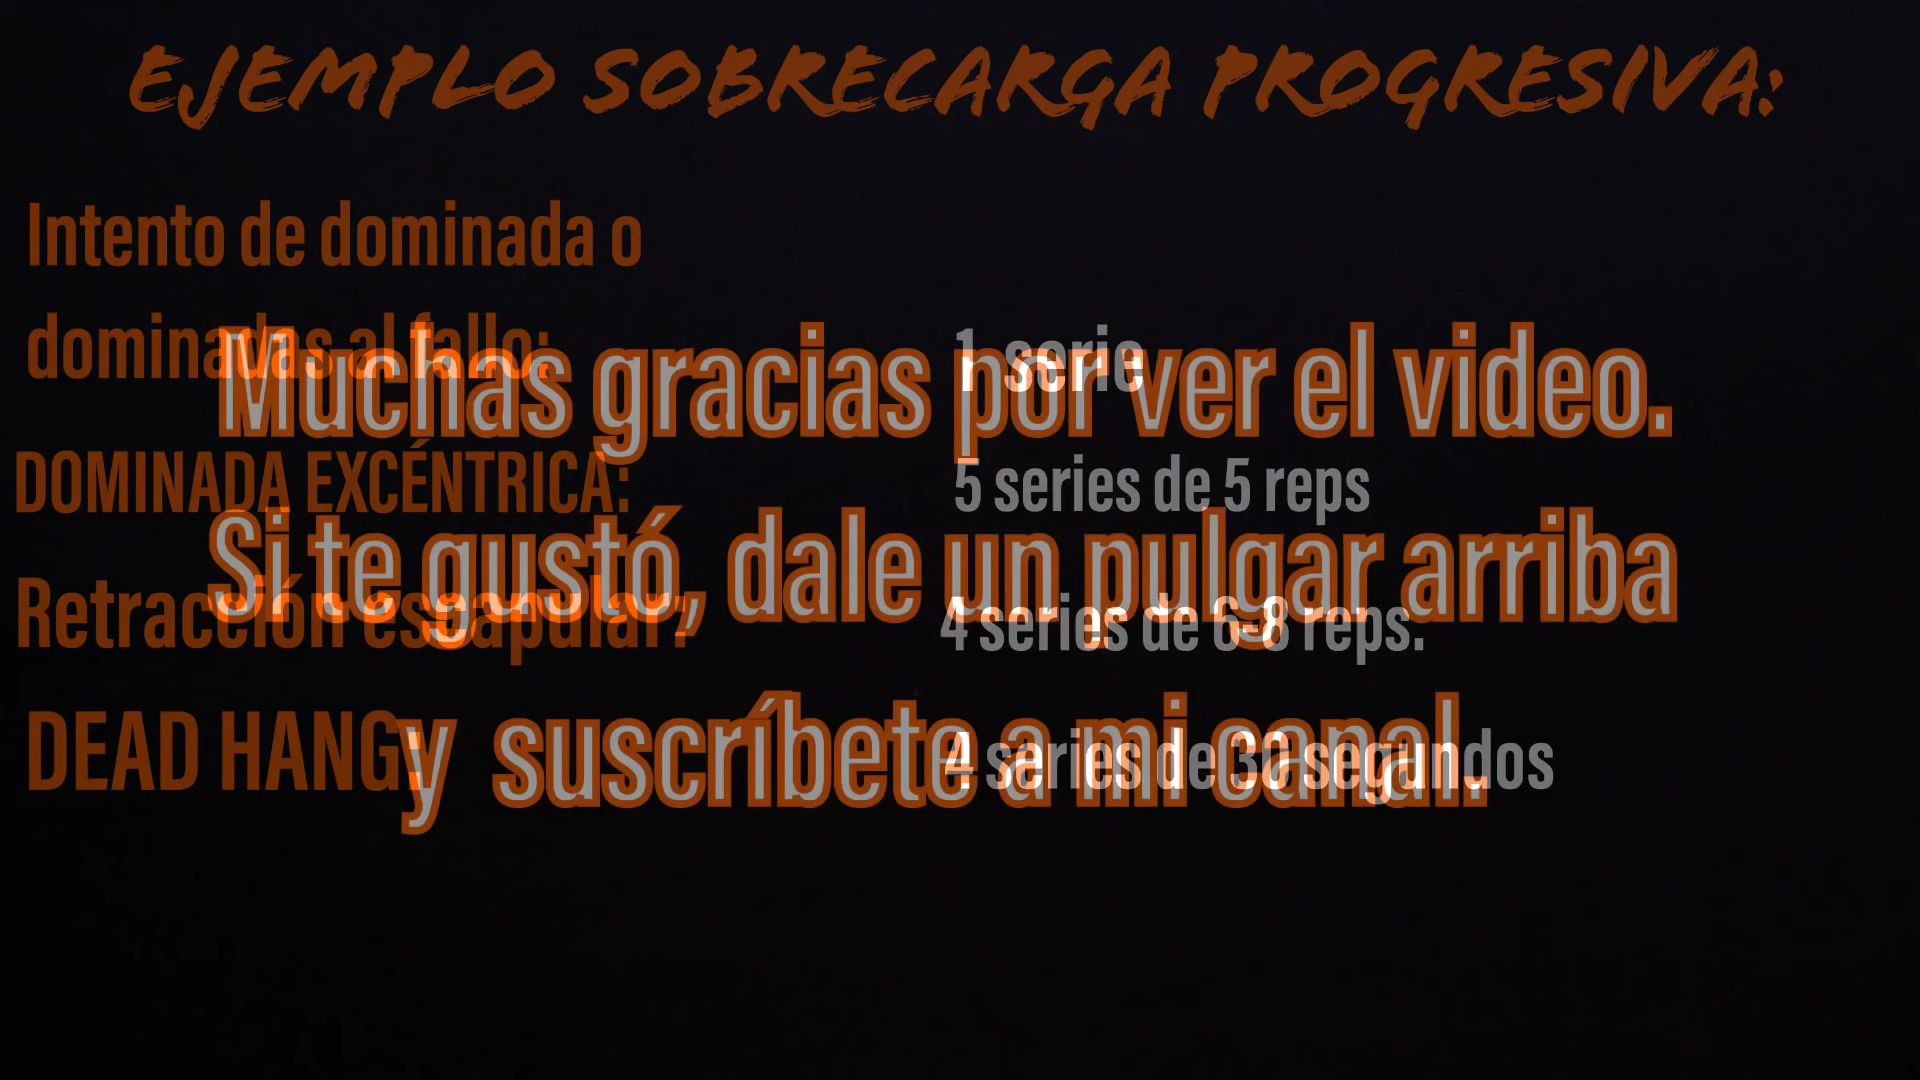 EJEMPLO SOBRECARGA PROGRESIVA:
Intento de dominada o
dominadas al fallo:
1 serie
DOMINADA EXCÉNTRICA:
5 series de 5 reps
Retracción escapular:
4 series de 6-8 reps.
DEAD HANG
4 series de 30 segundos
Muchas gracias por ver el video.
Si te gustó, dale un pulgar arriba
y suscríbete a mi canal.